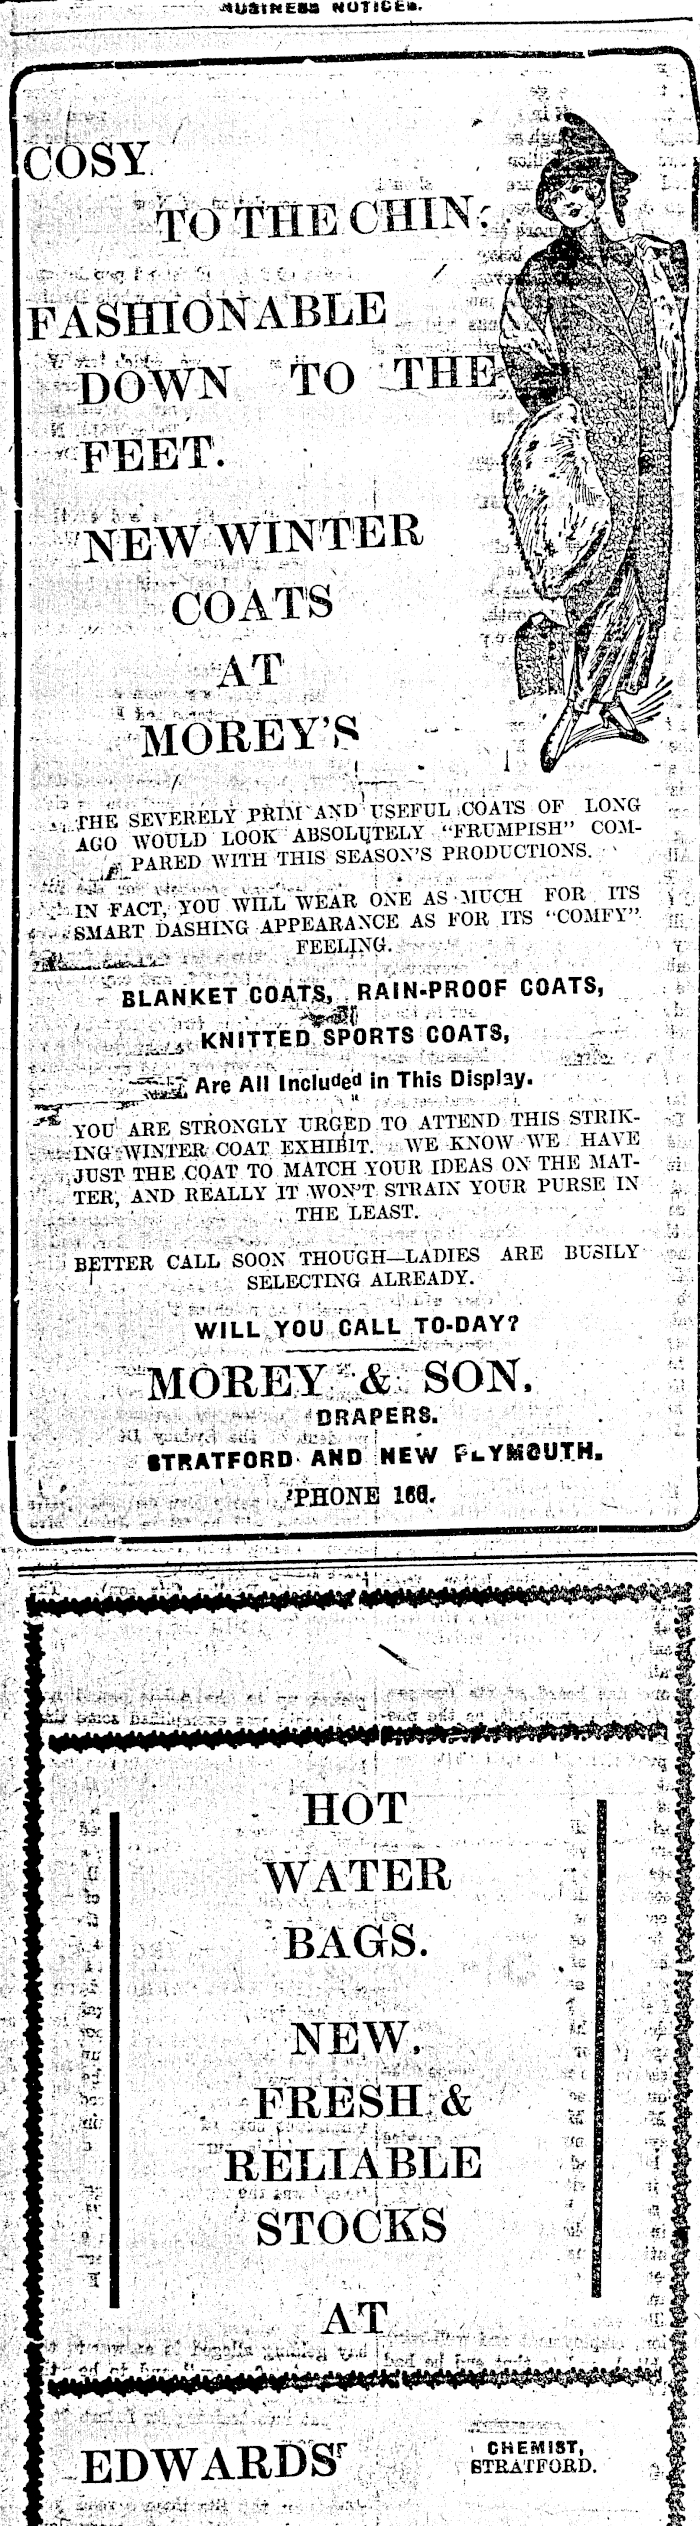 BUSINESS NOTICES.
COSY
TO THE CHIN.
FASHIONABLE
DOWN TO THE
FEET.
NEW WINTER
COATS
AT
MOREY'S
THE SEVERELY PRIM AND USEFUL COATS OF LONG
AGO WOULD LOOK ABSOLUTELY "FRUMPISH" COM-
PARED WITH THIS SEASON'S PRODUCTIONS.
IN FACT, YOU WILL WEAR ONE AS MUCH FOR ITS
SMART DASHING APPEARANCE AS FOR ITS "COMFY"
FEELING.
BLANKET COATS, RAIN-PROOF COATS,
KNITTED SPORTS COATS,
Are All Included in This Display.
YOU ARE STRONGLY URGED TO ATTEND THIS STRIK-
ING WINTER COAT EXHIBIT. WE KNOW WE HAVE
JUST THE COAT TO MATCH YOUR IDEAS ON THE MAT-
TER, AND REALLY IT WON'T STRAIN YOUR PURSE IN
THE LEAST.
BETTER CALL SOON THOUGH—LADIES ARE BUSILY
SELECTING ALREADY.
WILL YOU CALL TO-DAY?
MOREY & SON,
DRAPERS.
STRATFORD AND NEW PLYMOUTH.
'PHONE 166.
HOT
WATER
BAGS.
NEW,
FRESH &
RELIABLE
STOCKS
AT
EDWARDS'
CHEMIST,
STRATFORD.